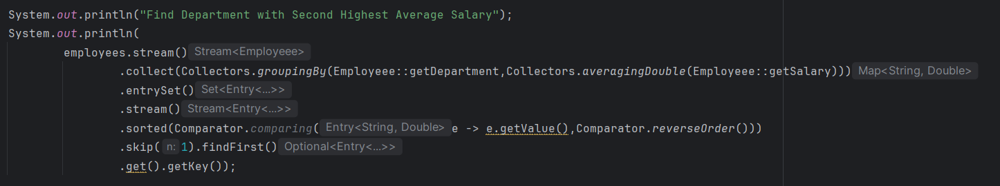 System.out.println("Find Department with Second Highest Average Salary");
System.out.println(
employees.stream() Stream<Employeee>
.collect(Collectors.groupingBy(Employeee::getDepartment,Collectors.averagingDouble(Employeee::getSalary))) Map<String, Double>
.entrySet() Set<Entry<...>>
.stream() Stream<Entry<...>>
.sorted(Comparator.comparing( Entry<String, Double> e -> e.getValue(),Comparator.reverseOrder()))
.skip( n: 1).findFirst() Optional<Entry<...>>
.get().getKey());